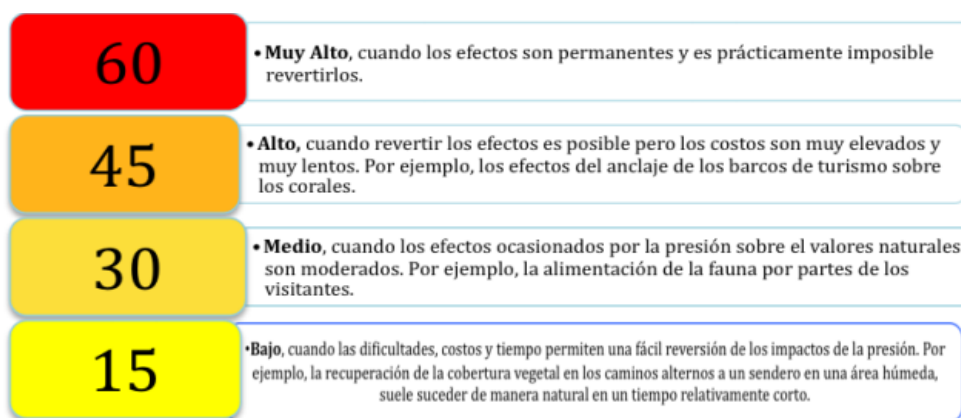 60
• Muy Alto, cuando los efectos son permanentes y es prácticamente imposible
revertirlos.
45
• Alto, cuando revertir los efectos es posible pero los costos son muy elevados y
muy lentos. Por ejemplo, los efectos del anclaje de los barcos de turismo sobre
los corales.
30
• Medio, cuando los efectos ocasionados por la presión sobre el valores naturales
son moderados. Por ejemplo, la alimentación de la fauna por partes de los
visitantes.
15
•Bajo, cuando las dificultades, costos y tiempo permiten una fácil reversión de los impactos de la presión. Por
ejemplo, la recuperación de la cobertura vegetal en los caminos alternos a un sendero en una área húmeda,
suele suceder de manera natural en un tiempo relativamente corto.